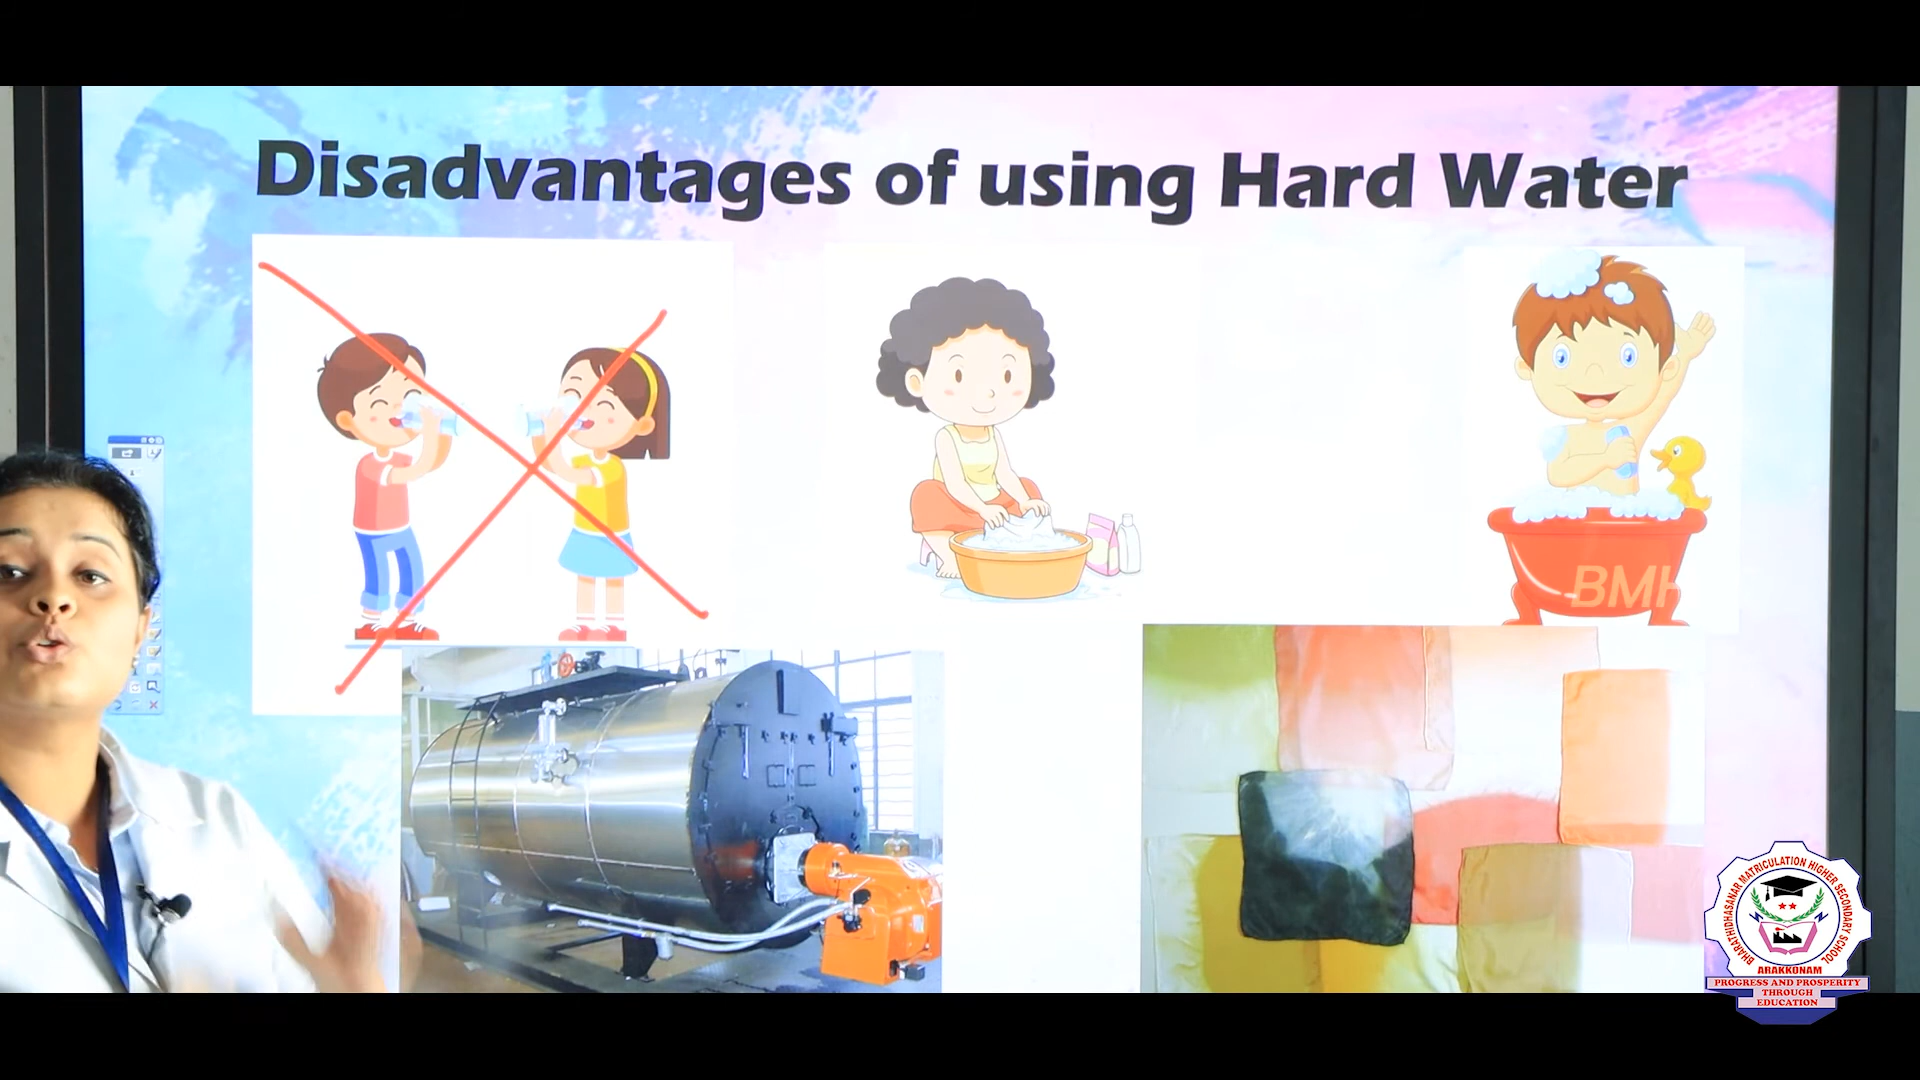 Disadvantages of using Hard Water
BMH
BHARATHIDHASANAR MATRICULATION HIGHER SECONDARY SCHOOL
ARAKKONAM
PROGRESS AND PROSPERITY
THROUGH
EDUCATION